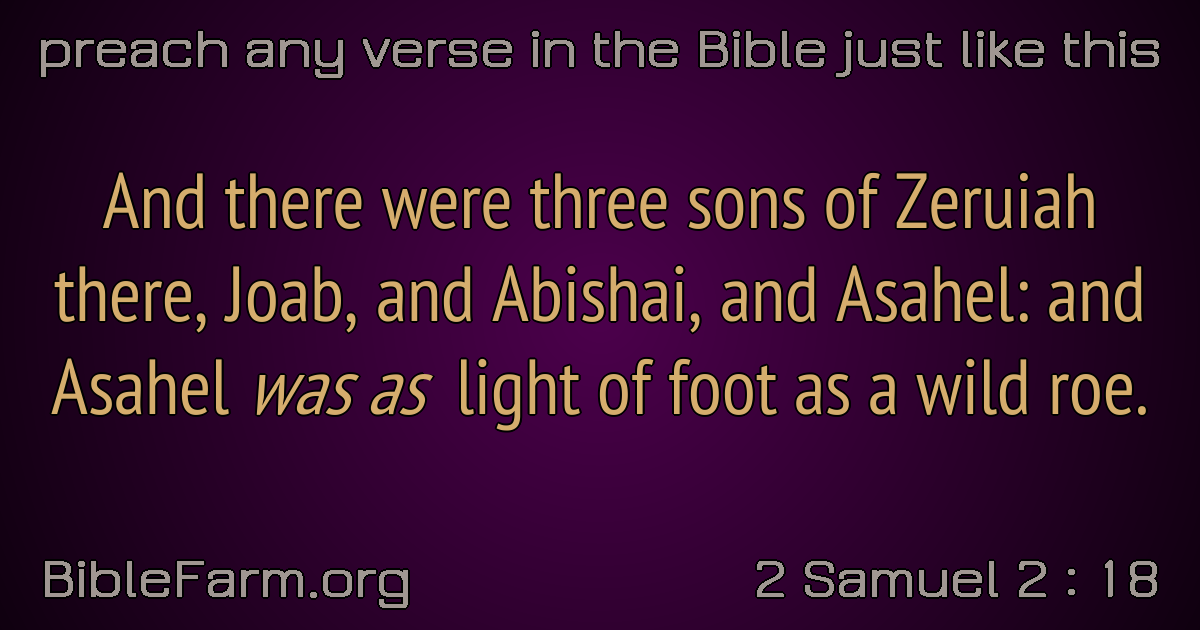 preach any verse in the Bible just like this
And there were three sons of Zeruiah
there, Joab, and Abishai, and Asahel: and
Asahel was as light of foot as a wild roe.
BibleFarm.org
2 Samuel 2 : 18